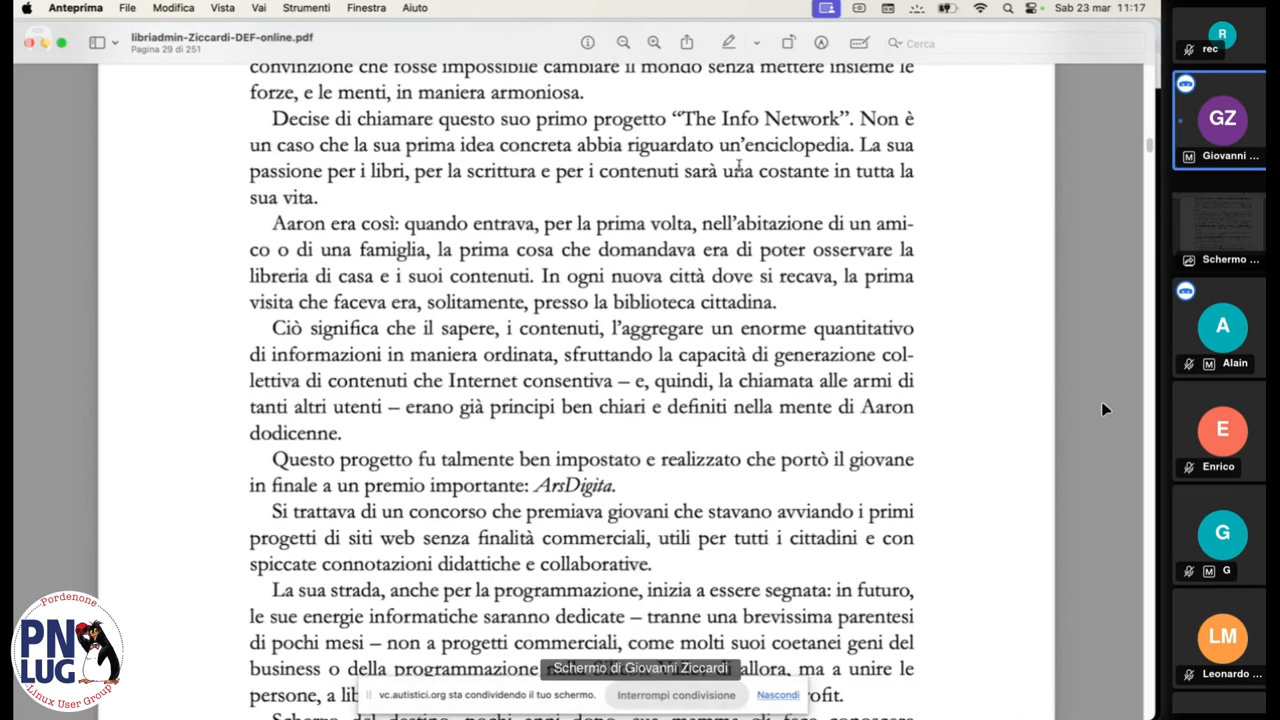 Anteprima File Modifica Vista Vai Strumenti Finestra Aiuto
Sab 23 mar 11:17
libriadmin-Ziccardi-DEF-online.pdf
Pagina 29 di 251
Cerca
convinzione che fosse impossibile cambiare il mondo senza mettere insieme le
forze, e le menti, in maniera armoniosa.
Decise di chiamare questo suo primo progetto “The Info Network”. Non è
un caso che la sua prima idea concreta abbia riguardato un’enciclopedia. La sua
passione per i libri, per la scrittura e per i contenuti sarà una costante in tutta la
sua vita.
Aaron era così: quando entrava, per la prima volta, nell’abitazione di un ami-
co o di una famiglia, la prima cosa che domandava era di poter osservare la
libreria di casa e i suoi contenuti. In ogni nuova città dove si recava, la prima
visita che faceva era, solitamente, presso la biblioteca cittadina.
Ciò significa che il sapere, i contenuti, l’aggregare un enorme quantitativo
di informazioni in maniera ordinata, sfruttando la capacità di generazione col-
lettiva di contenuti che Internet consentiva – e, quindi, la chiamata alle armi di
tanti altri utenti – erano già principi ben chiari e definiti nella mente di Aaron
dodicenne.
Questo progetto fu talmente ben impostato e realizzato che portò il giovane
in finale a un premio importante: ArsDigita.
Si trattava di un concorso che premiava giovani che stavano avviando i primi
progetti di siti web senza finalità commerciali, utili per tutti i cittadini e con
spiccate connotazioni didattiche e collaborative.
La sua strada, anche per la programmazione, inizia a essere segnata: in futuro,
le sue energie informatiche saranno dedicate – tranne una brevissima parentesi
di pochi mesi – non a progetti commerciali, come molti suoi coetanei geni del
business o della programmazione
allora, ma a unire le
persone, a
Schermo di Giovanni Ziccardi
vc.autistici.org sta condividendo il tuo schermo.
Interrompi condivisione
Nascondi
R
rec
GZ
Giovanni ...
Schermo ...
A
Alain
E
Enrico
G
G
LM
Leonardo ...
Pordenone
PN
LUG
Linux User Group